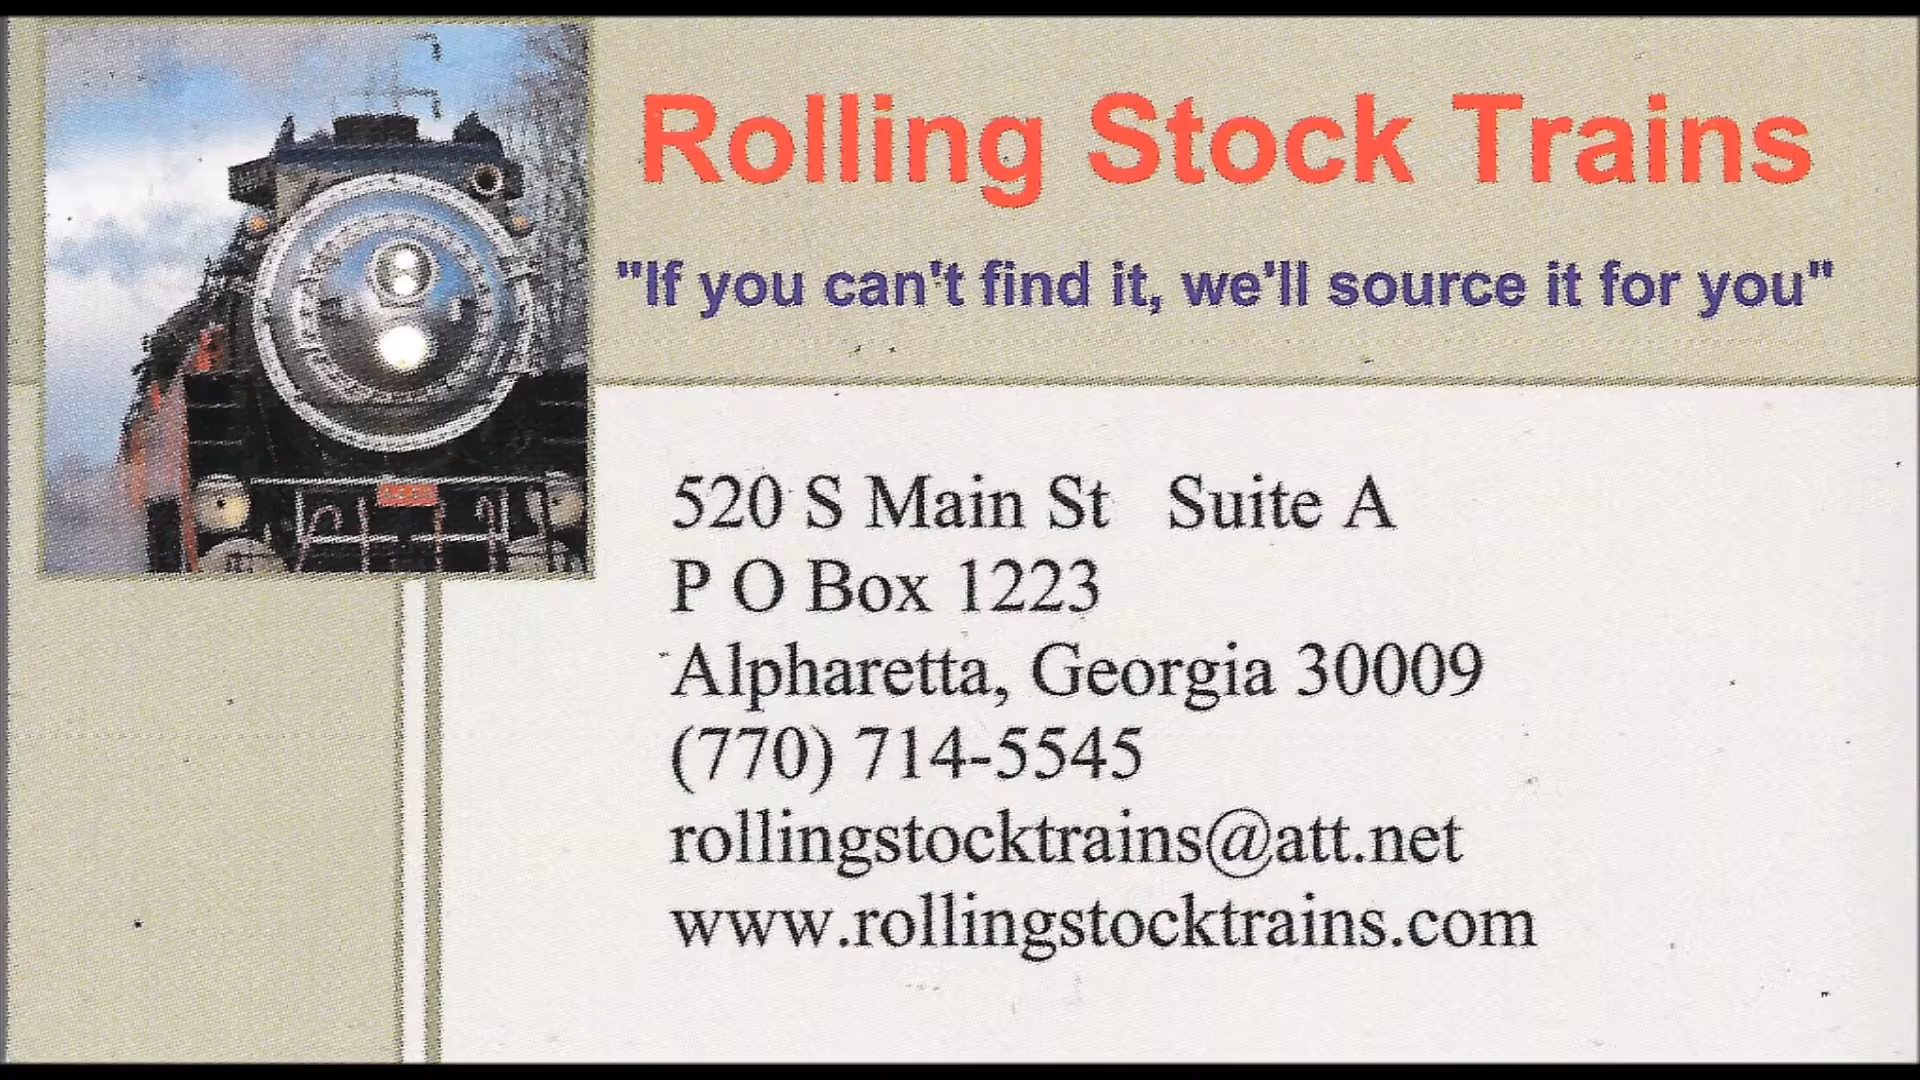 Rolling Stock Trains
"If you can't find it, we'll source it for you"
520 S Main St Suite A
P O Box 1223
Alpharetta, Georgia 30009
(770) 714-5545
rollingstocktrains@att.net
www.rollingstocktrains.com